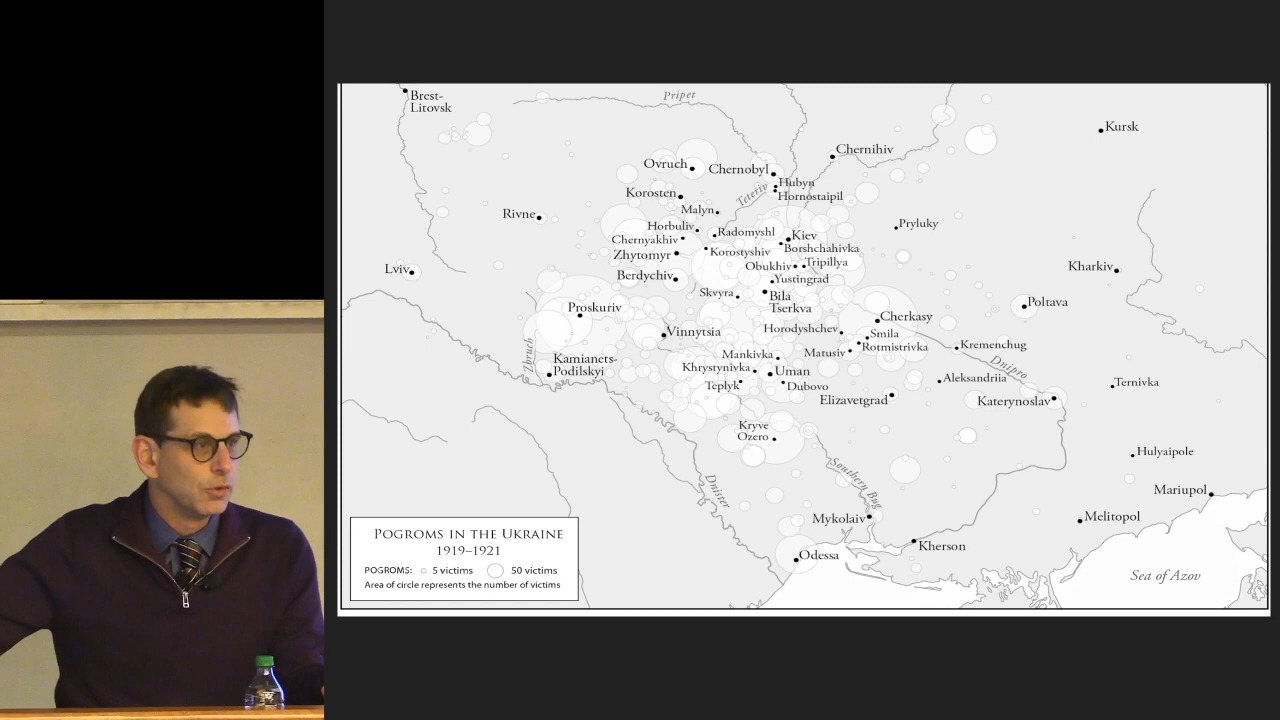 Brest-
Litovsk
Pripet
Kursk
Chernihiv
Ovruch
Chernobyl
Hubyn
Hornostaipil
Teteriv
Korosten
Malyn
Rivne
Horbuliv
Radomyshl
Pryluky
Chernyakhiv
Kiev
Korostyshiv
Borshchahivka
Zhytomyr
Obukhiv
Tripillya
Lviv
Kharkiv
Berdychiv
Yustingrad
Skvyra
Bila
Tserkva
Poltava
Proskuriv
Cherkasy
Vinnytsia
Horodyshchev
Smila
Rotmistrivka
Kremenchug
Zbruch
Mankivka
Matusiv
Kamianets-
Podilskyi
Khrystynivka
Uman
Dnipro
Teplyk
Dubovo
Aleksandriia
Ternivka
Elizavetgrad
Katerynoslav
Kryve
Ozero
Hulyaipole
Dnister
Southern Bug
Mariupol
Mykolaiv
Melitopol
Kherson
Odessa
Sea of Azov
Pogroms in the Ukraine
1919–1921
POGROMS: 5 victims 50 victims
Area of circle represents the number of victims